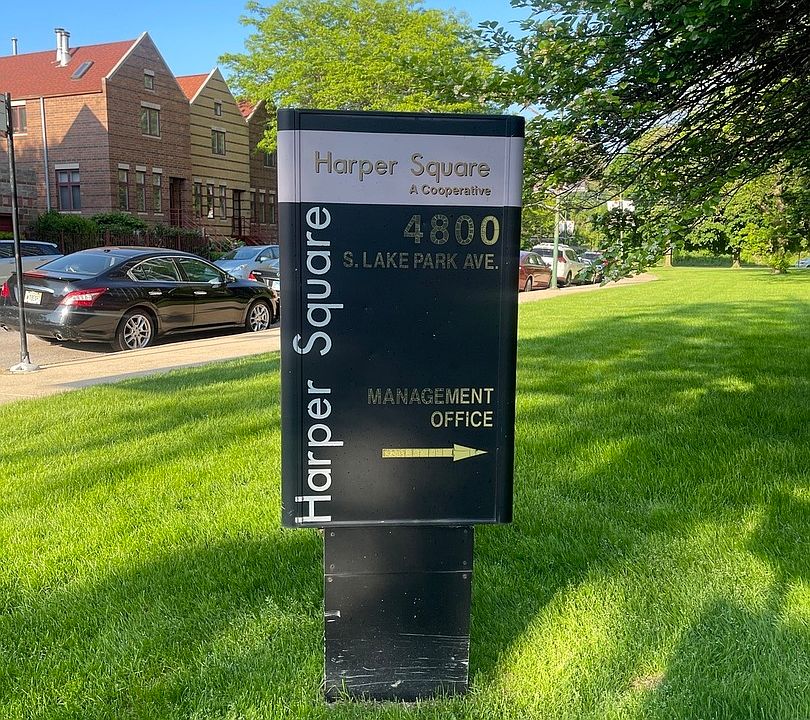 Harper Square
A Cooperative
4800
S. LAKE PARK AVE.
Harper Square
MANAGEMENT
OFFICE